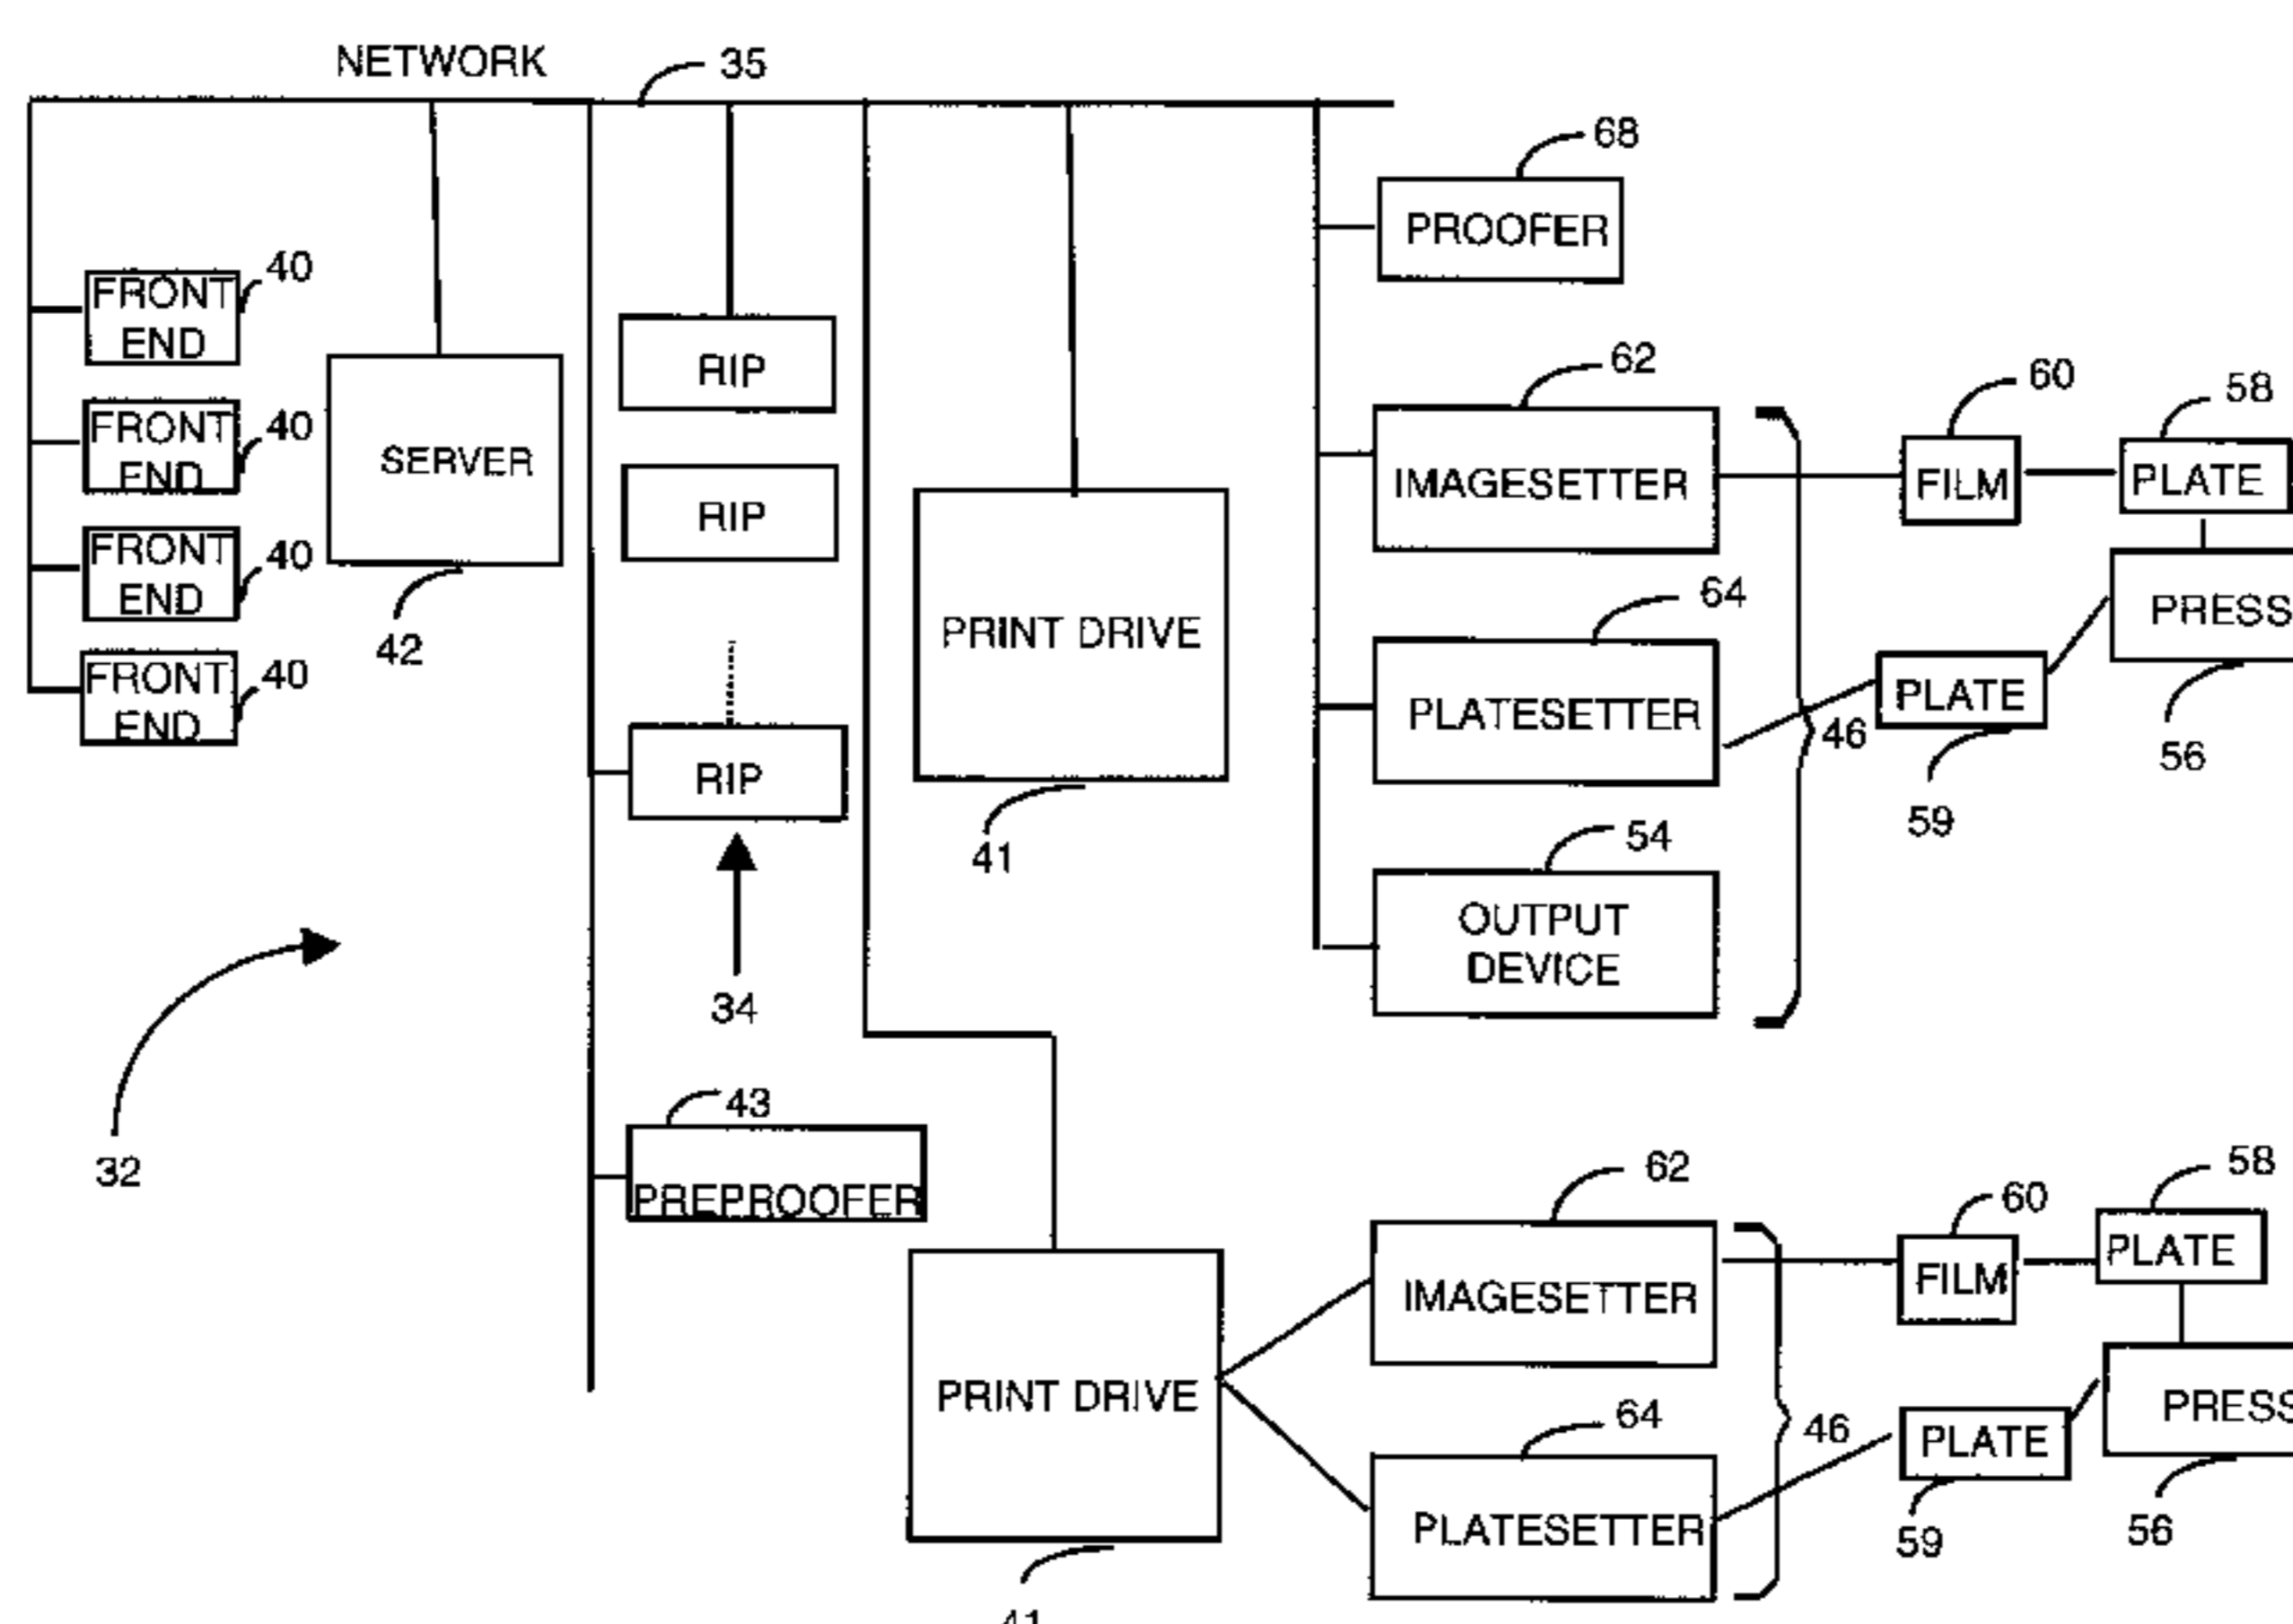 NETWORK
35
68
PROOFER
40
FRONT
END
40
FRONT
END
40
FRONT
END
40
FRONT
END
SERVER
42
RIP
RIP
RIP
34
PRINT DRIVE
41
62
IMAGESETTER
60
FILM
58
PLATE
64
PLATESETTER
46
PLATE
59
PRESS
56
54
OUTPUT
DEVICE
32
43
PREPROOFER
PRINT DRIVE
41
62
IMAGESETTER
60
FILM
58
PLATE
64
PLATESETTER
46
PLATE
59
PRESS
56